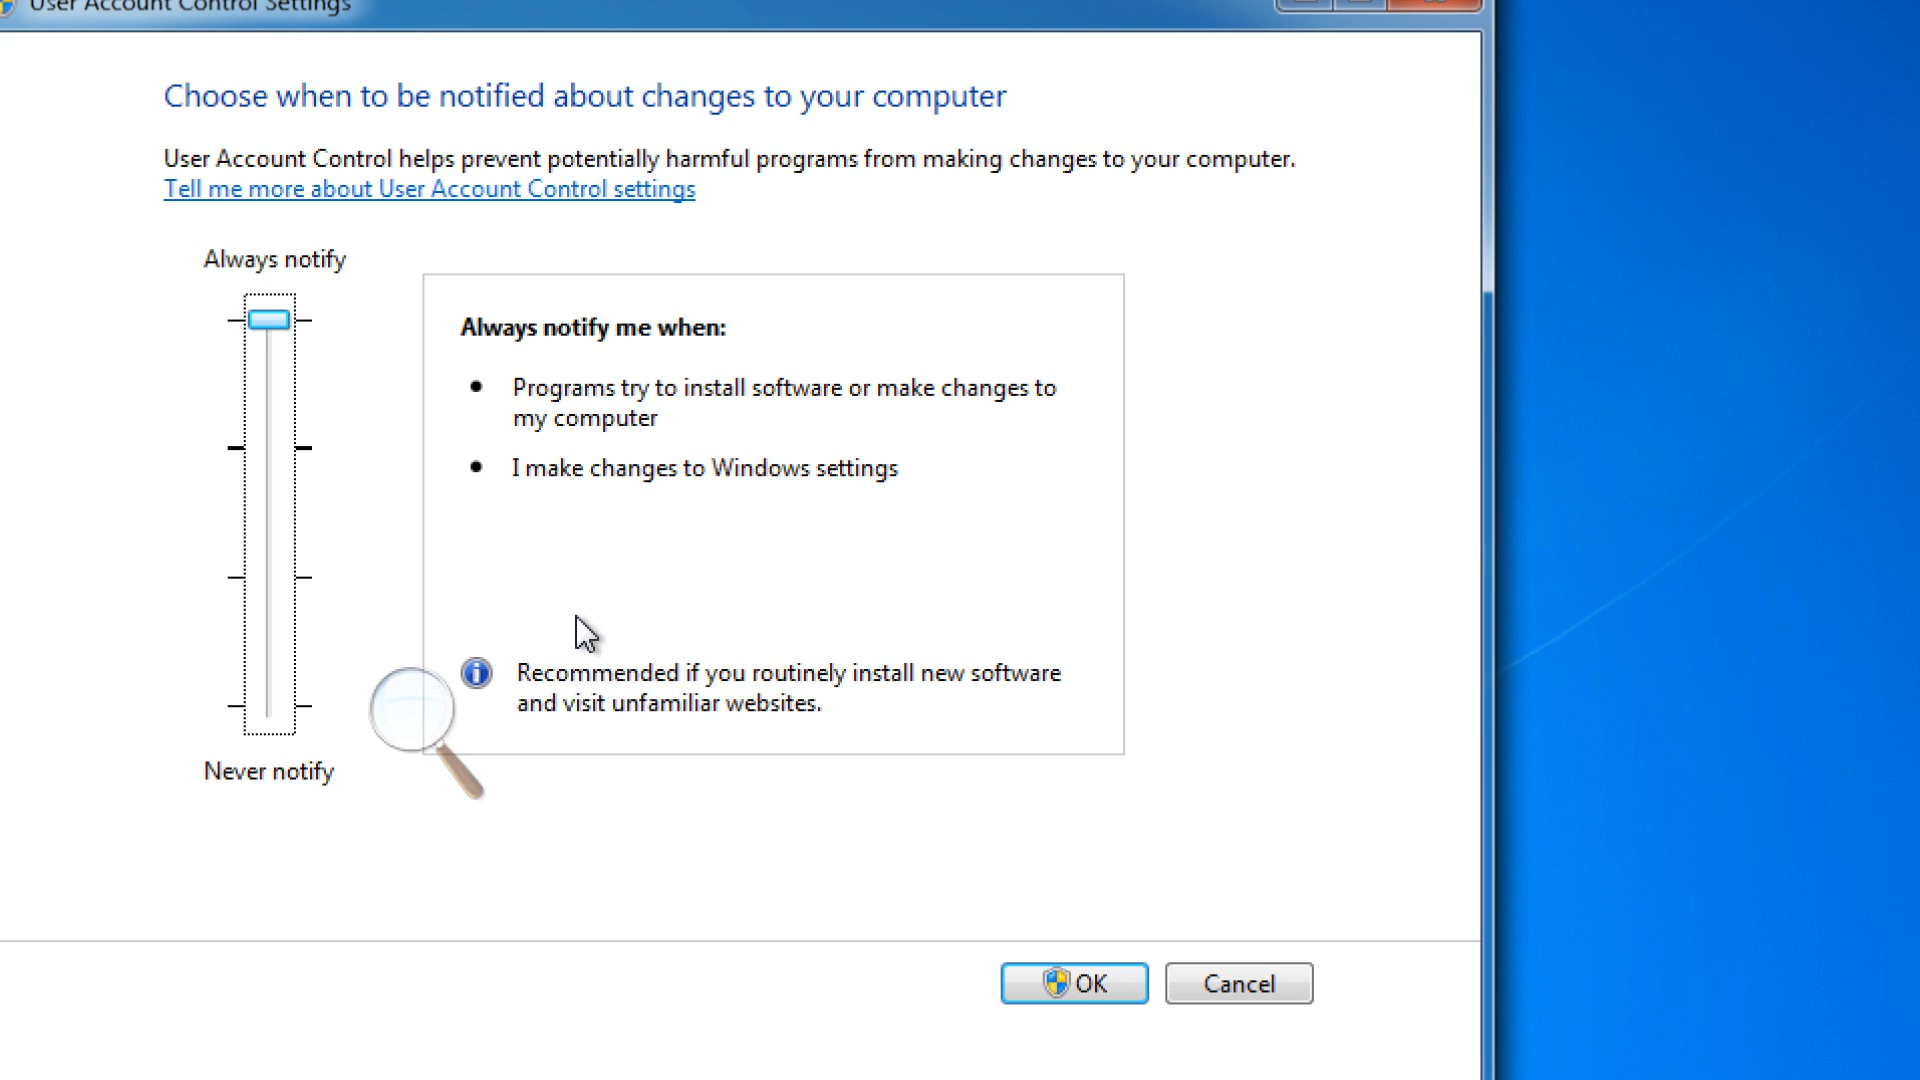 User Account Control Settings
Choose when to be notified about changes to your computer
User Account Control helps prevent potentially harmful programs from making changes to your computer.
Tell me more about User Account Control settings
Always notify
Always notify me when:
Programs try to install software or make changes to
my computer
I make changes to Windows settings
Recommended if you routinely install new software
and visit unfamiliar websites.
Never notify
OK
Cancel